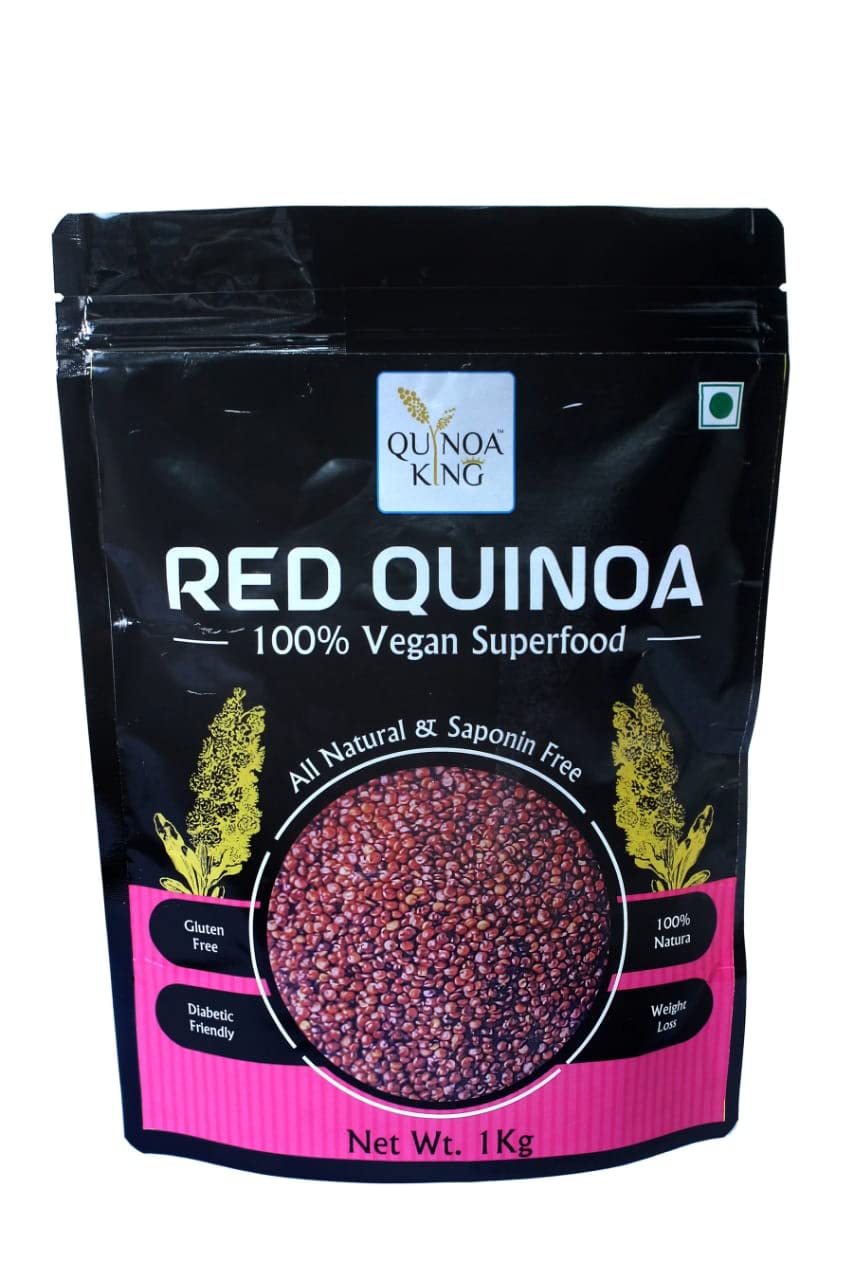 QUINOA™
KING
RED QUINOA
100% Vegan Superfood
All Natural & Saponin Free
Gluten
Free
100%
Natura
Diabetic
Friendly
Weight
Loss
Net Wt. 1Kg